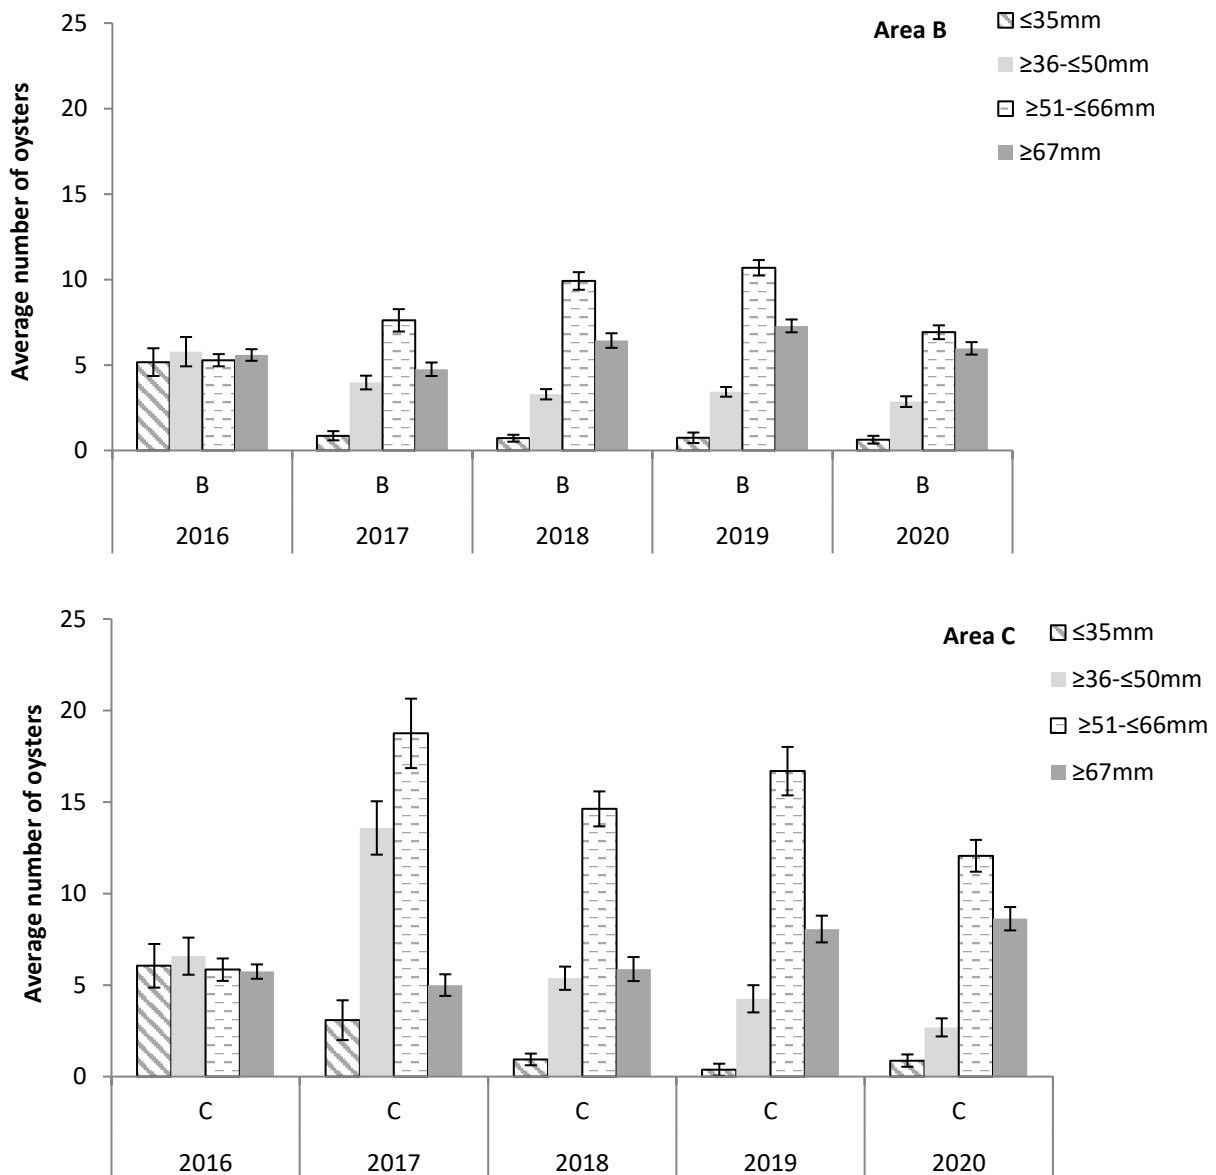 Area B
≤35mm
≥36-≤50mm
≥51-≤66mm
≥67mm
Average number of oysters
25
20
15
10
5
0
B B B B B
2016 2017 2018 2019 2020
Area C
≤35mm
≥36-≤50mm
≥51-≤66mm
≥67mm
Average number of oysters
25
20
15
10
5
0
C C C C C
2016 2017 2018 2019 2020